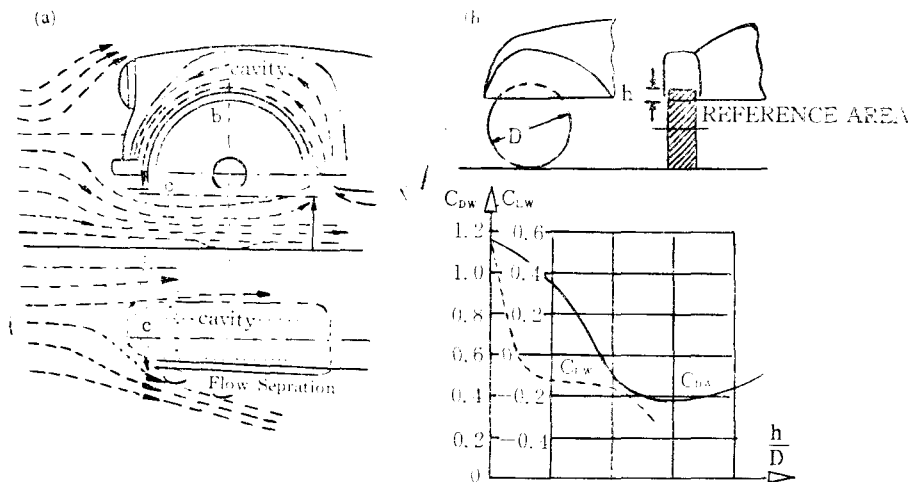 (a)
cavity
b
e
c
cavity
Flow Sepration
(b
h
D
REFERENCE AREA
C_DW C_LW
1.2 0.6
1.0 0.4
0.8 0.2
0.6 0
0.4 -0.2
0.2 -0.4
0
C_LW
C_DW
h
D